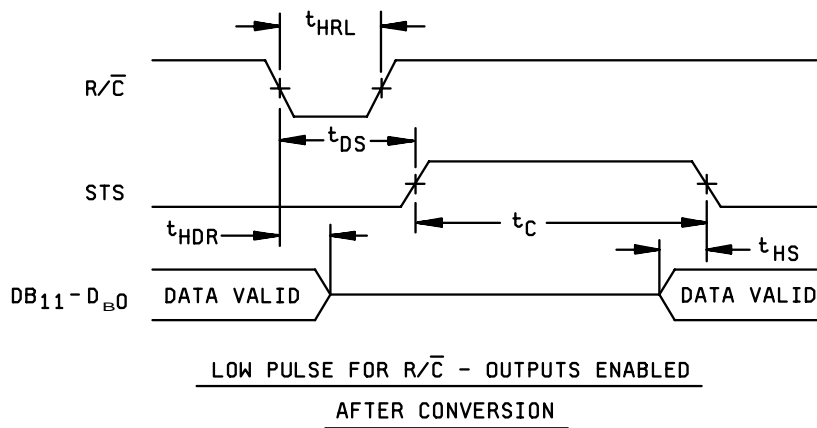 tHRL
R/C̅
tDS
STS
tHDR
tC
tHS
DB11-DB0 DATA VALID DATA VALID
LOW PULSE FOR R/C̅ - OUTPUTS ENABLED
AFTER CONVERSION